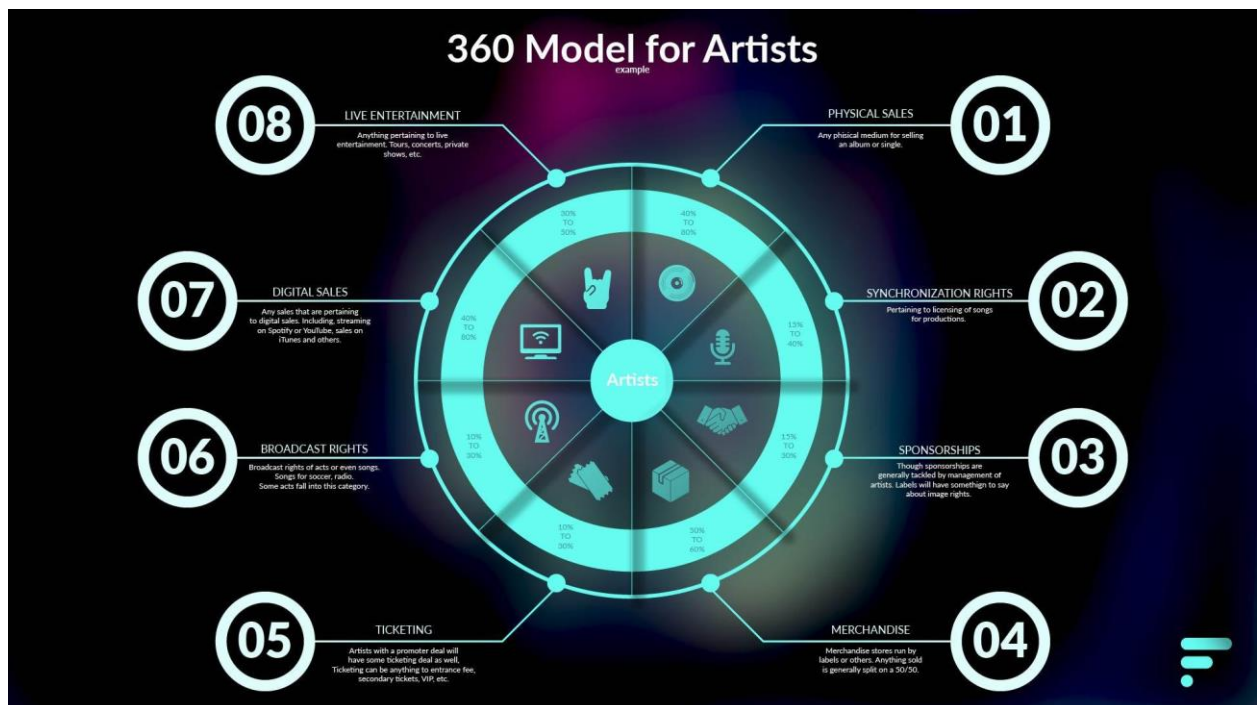 360 Model for Artists
example
01
PHYSICAL SALES
Any phisical medium for selling
an album or single.
02
SYNCHRONIZATION RIGHTS
Pertaining to licensing of songs
for productions.
03
SPONSORSHIPS
Though sponsorships are
generally tackled by management of
artists. Labels will have somethign to say
about image rights.
04
MERCHANDISE
Merchandise stores run by
labels or others. Anything sold
is generally split on a 50/50.
05
TICKETING
Artists with a promoter deal will
have some ticketing deal as well,
Ticketing can be anything to entrance fee,
secondary tickets, VIP, etc.
06
BROADCAST RIGHTS
Broadcast rights of acts or even songs.
Songs for soccer, radio.
Some acts fall into this category.
07
DIGITAL SALES
Any sales that are pertaining
to digital sales. Including, streaming
on Spotify or YouTube, sales on
iTunes and others.
08
LIVE ENTERTAINMENT
Anything pertaining to live
entertainment. Tours, concerts, private
shows, etc.
40%
TO
80%
15%
TO
40%
15%
TO
30%
TO
60%
10%
TO
30%
10%
TO
30%
40%
TO
80%
TO
Artists